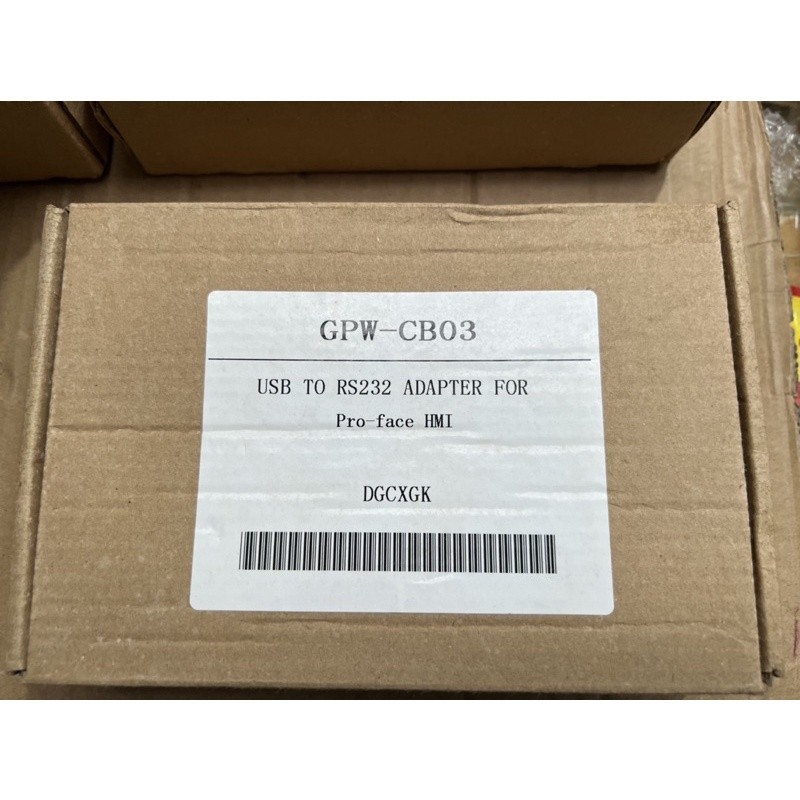 GPW-CB03
USB TO RS232 ADAPTER FOR
Pro-face HMI
DGCXGK